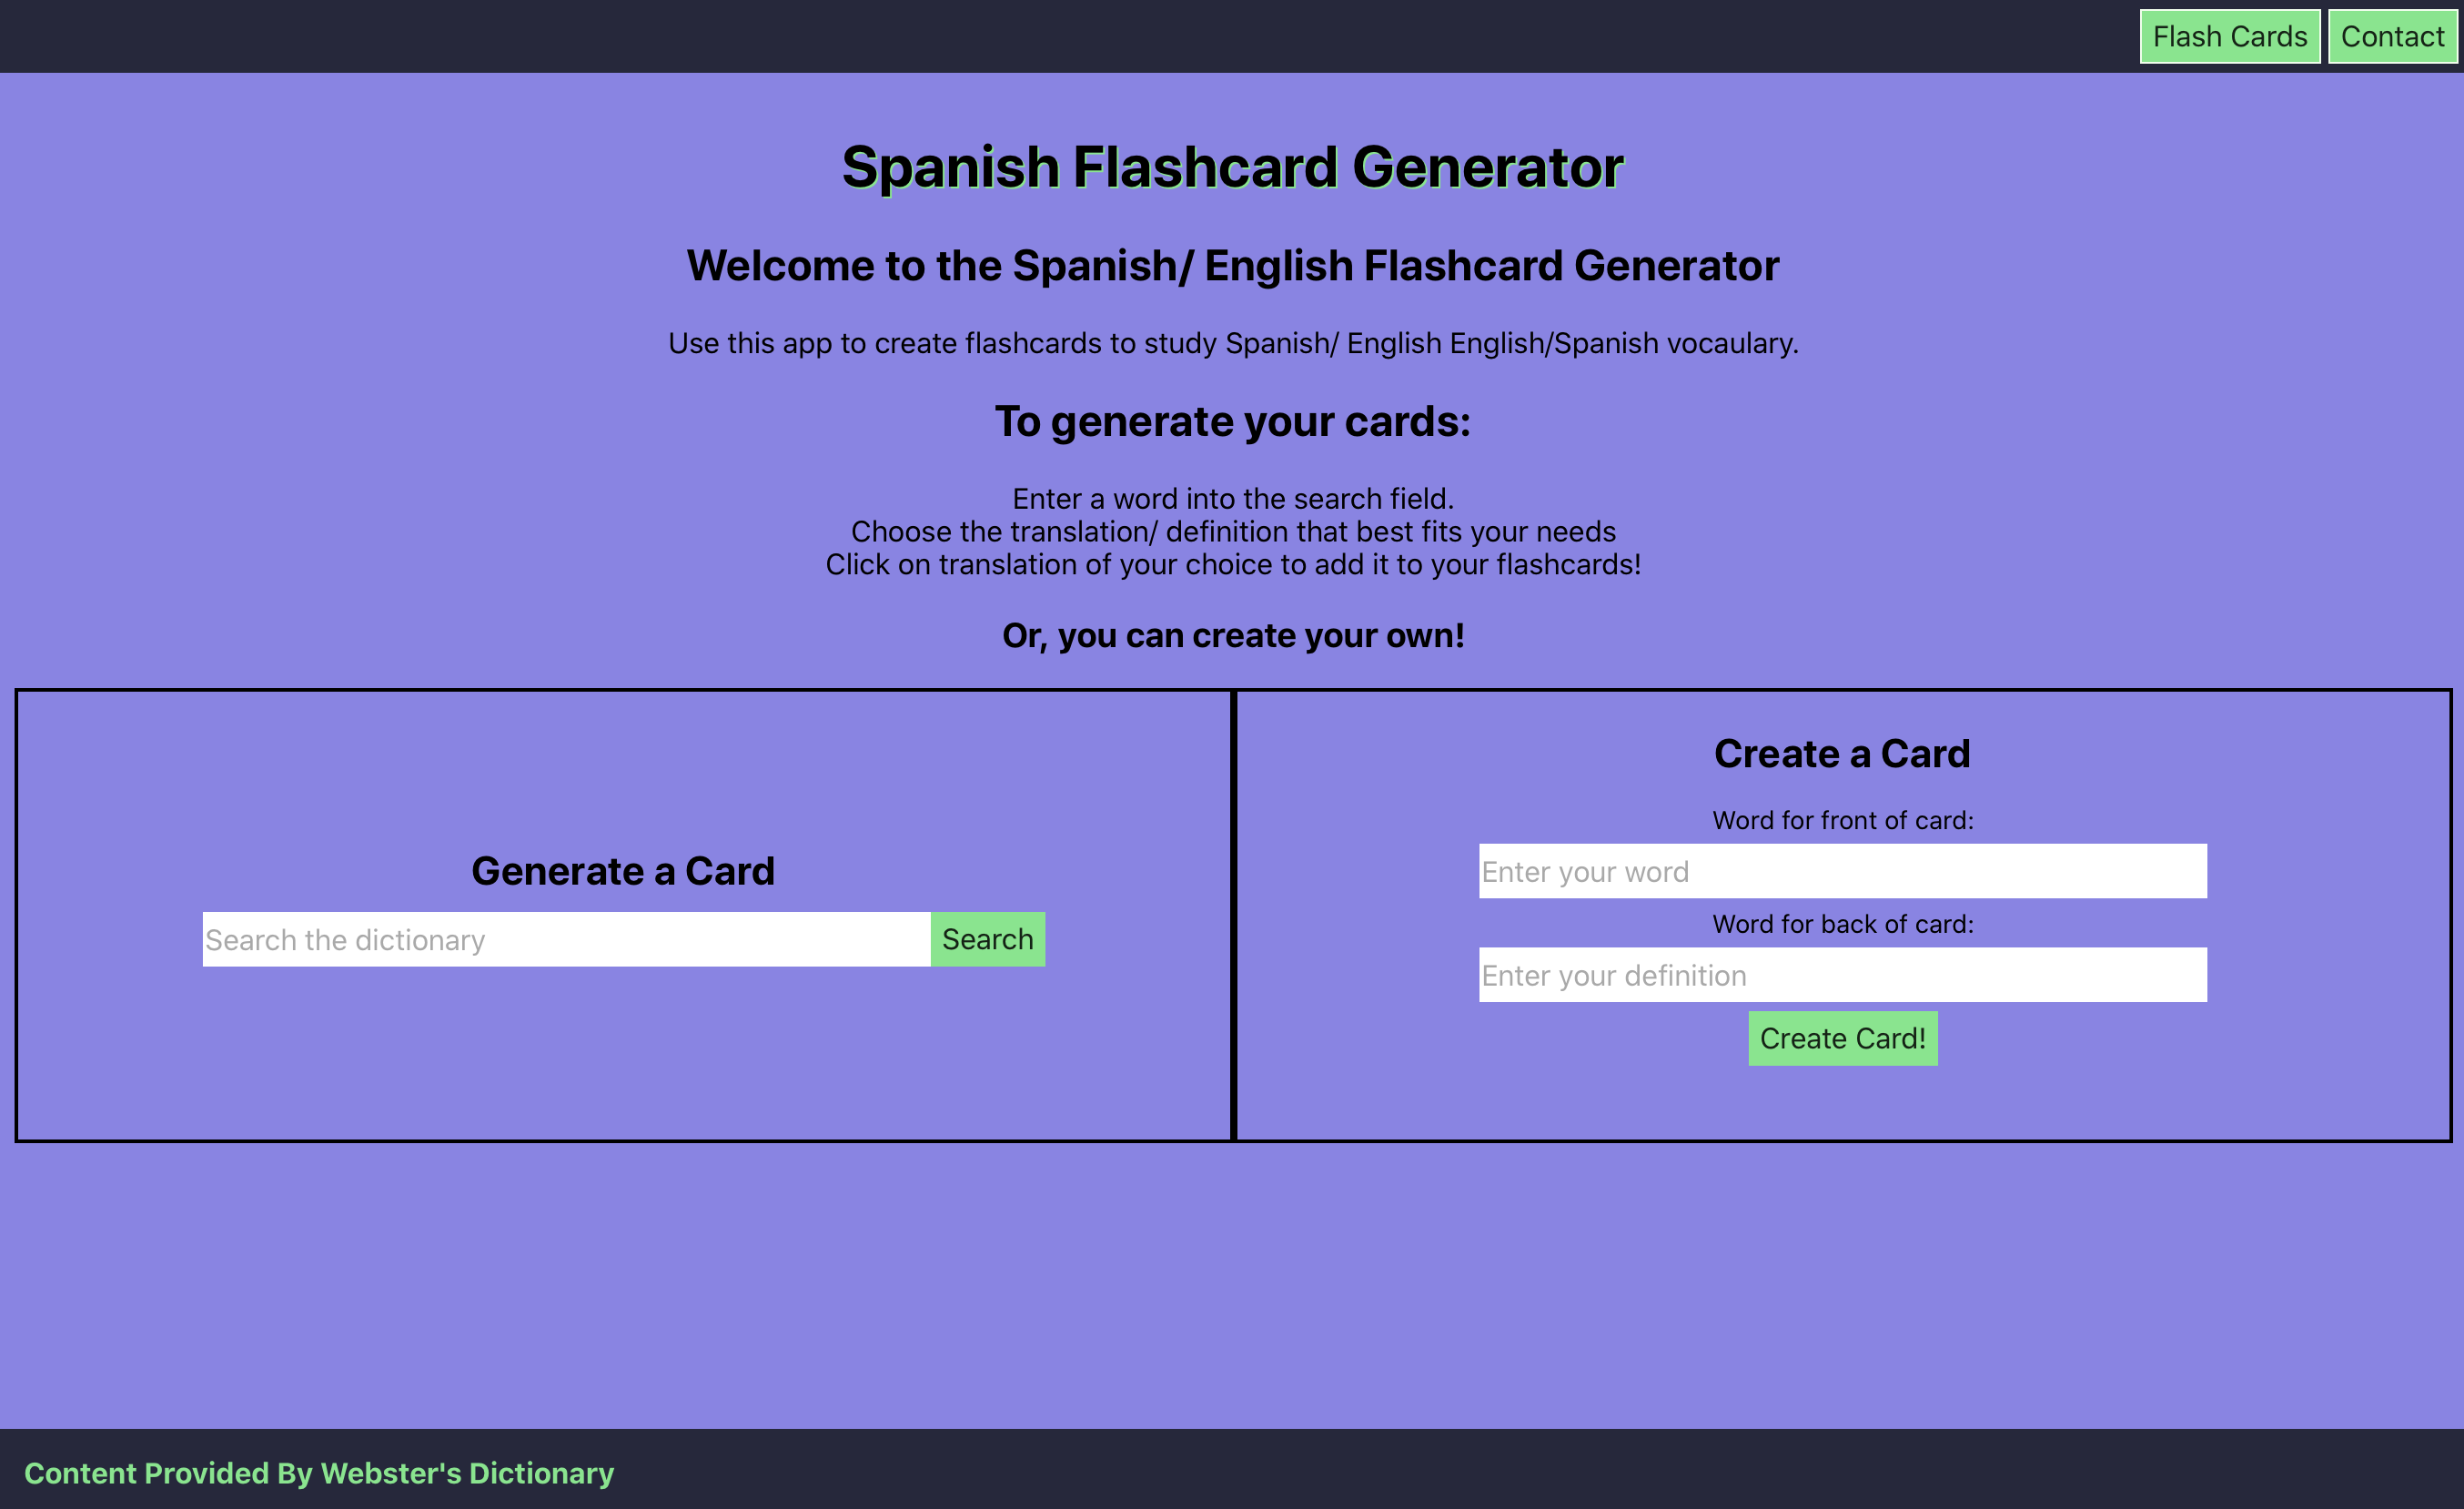 Flash Cards
Contact
Spanish Flashcard Generator
Welcome to the Spanish/ English Flashcard Generator
Use this app to create flashcards to study Spanish/ English English/Spanish vocaulary.
To generate your cards:
Enter a word into the search field.
Choose the translation/ definition that best fits your needs
Click on translation of your choice to add it to your flashcards!
Or, you can create your own!
Generate a Card
Search the dictionary
Search
Create a Card
Word for front of card:
Enter your word
Word for back of card:
Enter your definition
Create Card!
Content Provided By Webster's Dictionary